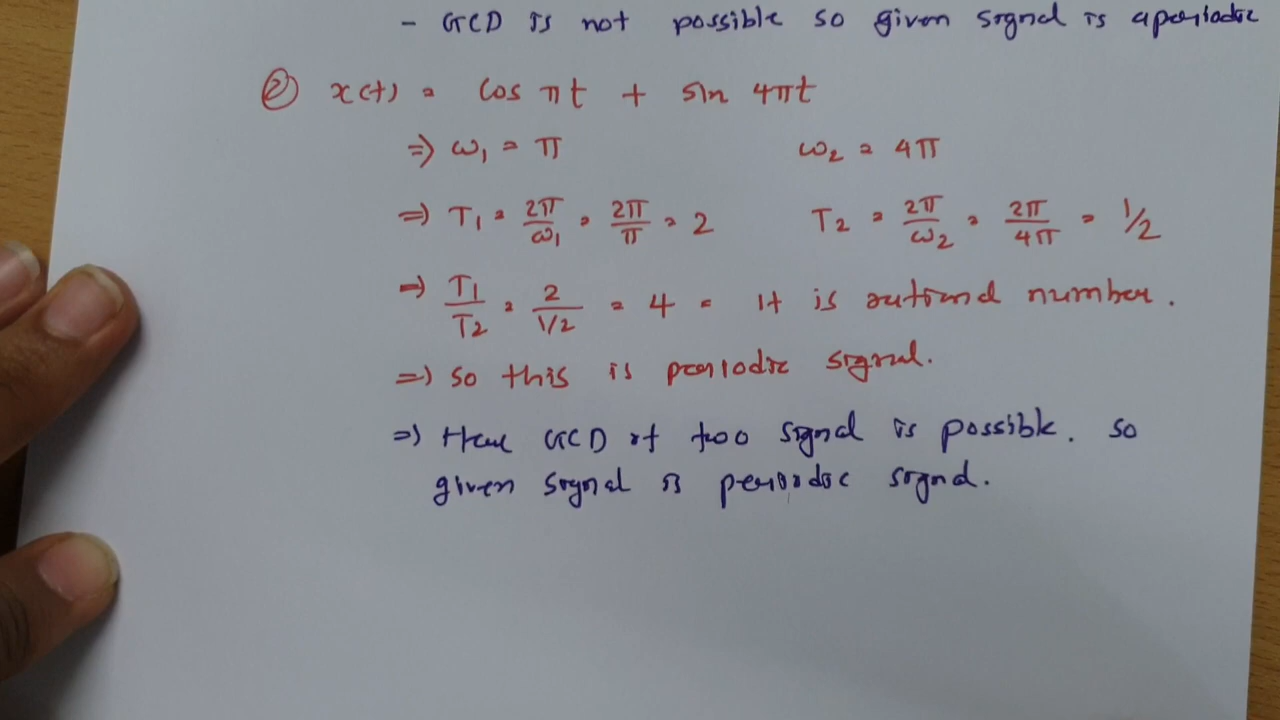 - GCD is not possible so given signal is aperiodic
② x(t) = cos πt + sin 4πt
⇒ ω₁ = π ω₂ = 4π
⇒ T₁ = 2π/ω₁ = 2π/π = 2 T₂ = 2π/ω₂ = 2π/4π = 1/2
⇒ T₁/T₂ = 2/1/2 = 4 = It is rational number.
⇒ so this is periodic signal.
⇒ Here GCD of two signal is possible. so
given signal is periodic signal.